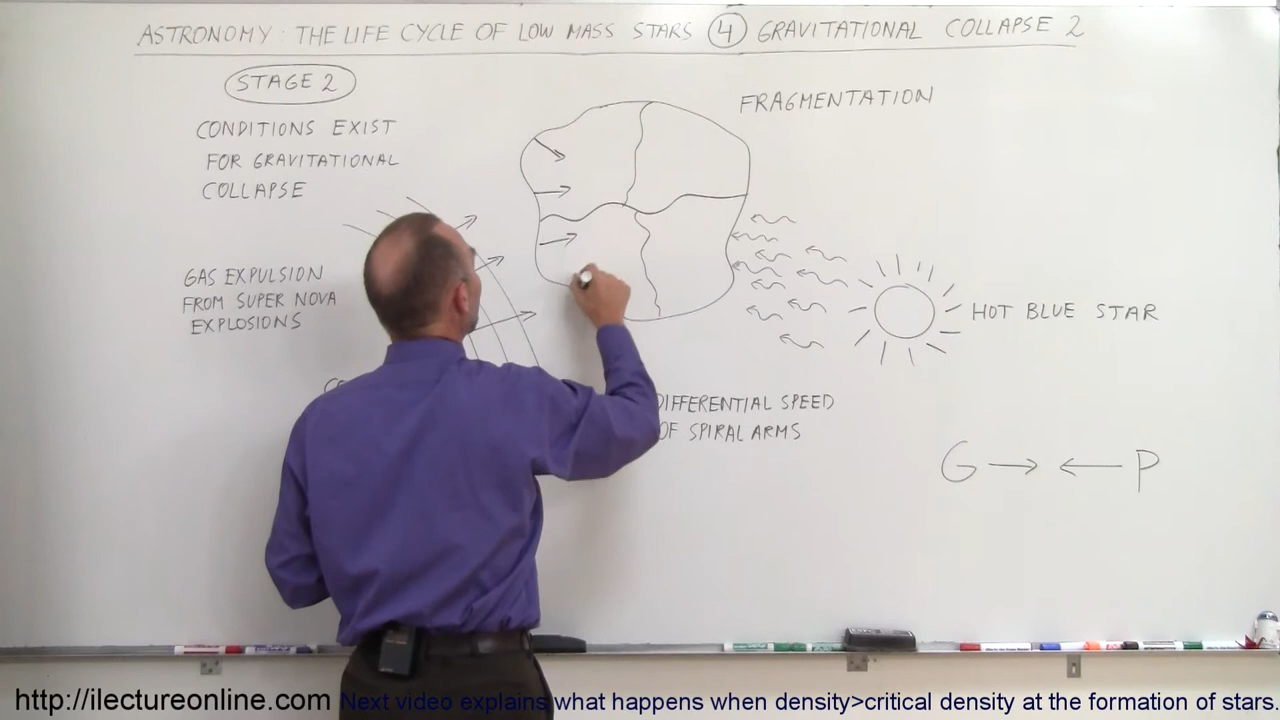 ASTRONOMY: THE LIFE CYCLE OF LOW MASS STARS 4 GRAVITATIONAL COLLAPSE 2
STAGE 2
CONDITIONS EXIST
FOR GRAVITATIONAL
COLLAPSE
FRAGMENTATION
GAS EXPULSION
FROM SUPER NOVA
EXPLOSIONS
HOT BLUE STAR
DIFFERENTIAL SPEED
OF SPIRAL ARMS
G → ← P
http://ilectureonline.com Next video explains what happens when density>critical density at the formation of stars.